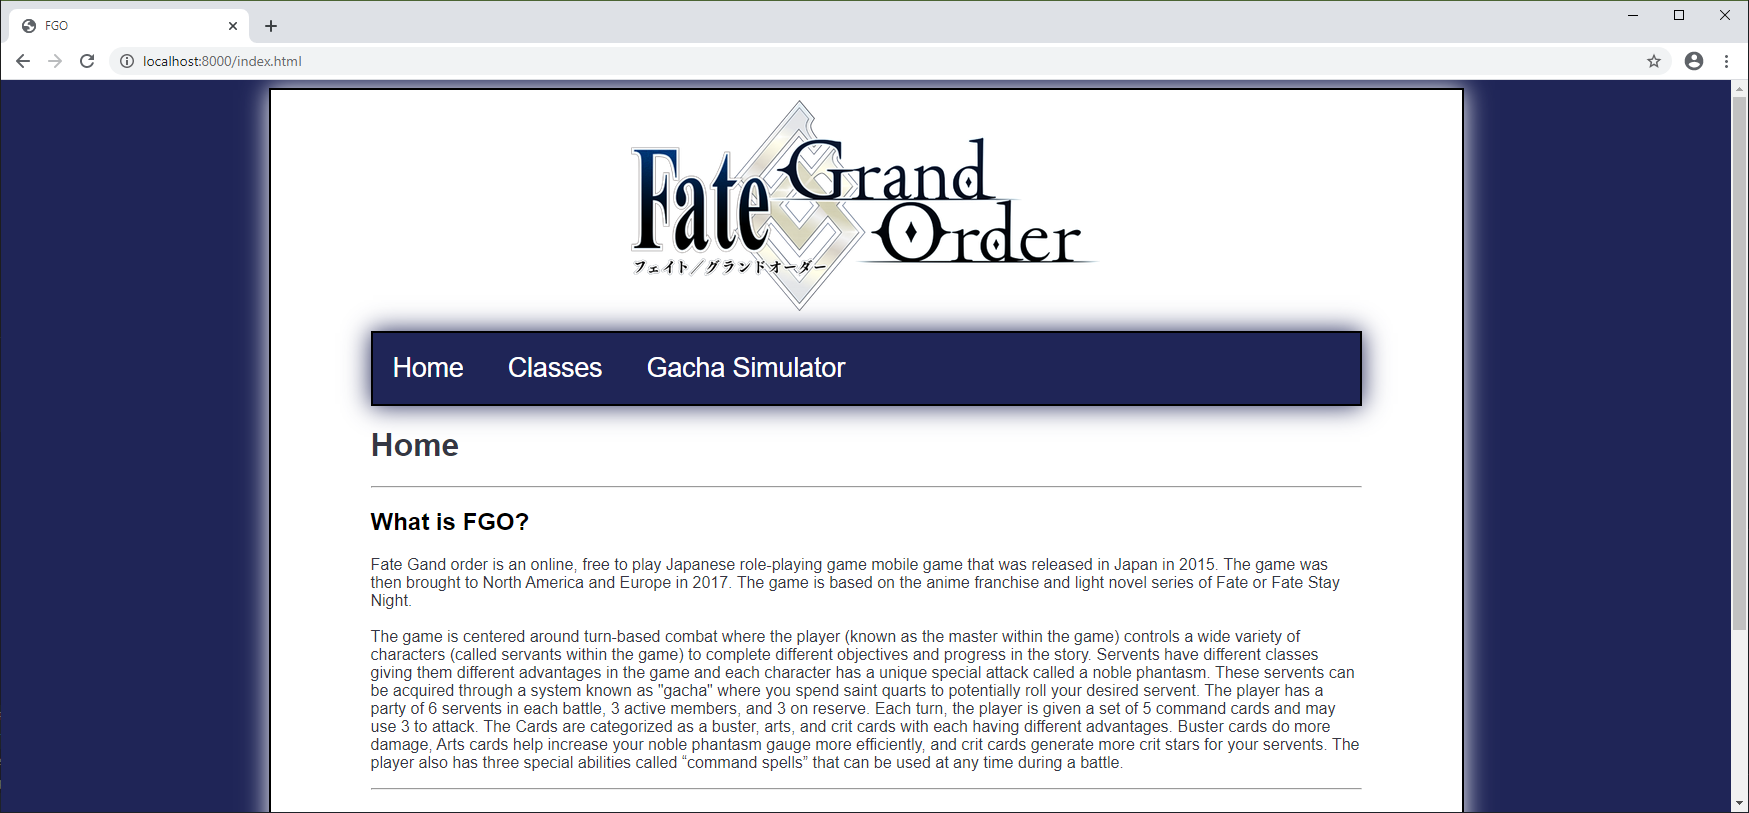 FGO
localhost:8000/index.html
Fate Grand
Order
フェイト／グランドオーダー
Home Classes Gacha Simulator
Home
What is FGO?
Fate Gand order is an online, free to play Japanese role-playing game mobile game that was released in Japan in 2015. The game was
then brought to North America and Europe in 2017. The game is based on the anime franchise and light novel series of Fate or Fate Stay
Night.
The game is centered around turn-based combat where the player (known as the master within the game) controls a wide variety of
characters (called servants within the game) to complete different objectives and progress in the story. Servents have different classes
giving them different advantages in the game and each character has a unique special attack called a noble phantasm. These servents can
be acquired through a system known as "gacha" where you spend saint quarts to potentially roll your desired servent. The player has a
party of 6 servents in each battle, 3 active members, and 3 on reserve. Each turn, the player is given a set of 5 command cards and may
use 3 to attack. The Cards are categorized as a buster, arts, and crit cards with each having different advantages. Buster cards do more
damage, Arts cards help increase your noble phantasm gauge more efficiently, and crit cards generate more crit stars for your servents. The
player also has three special abilities called “command spells” that can be used at any time during a battle.